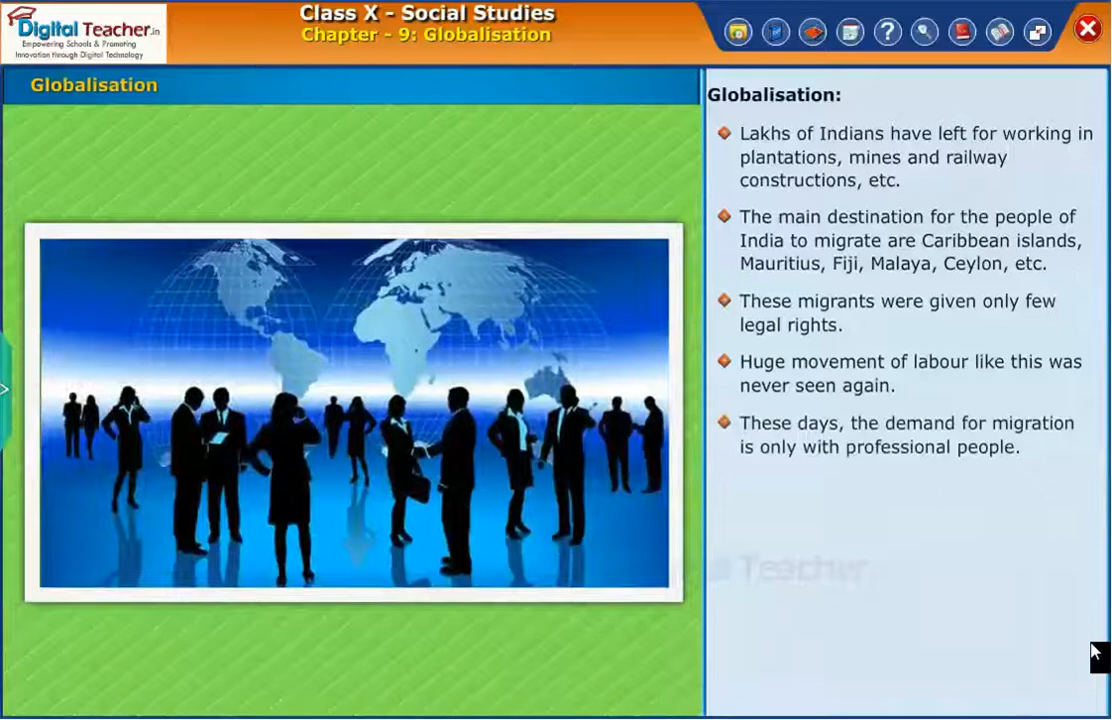 Digital Teacher.in
Empowering Schools & Promoting
Innovation through Digital Technology
Class X - Social Studies
Chapter - 9: Globalisation
Globalisation
Globalisation:
Lakhs of Indians have left for working in
plantations, mines and railway
constructions, etc.
The main destination for the people of
India to migrate are Caribbean islands,
Mauritius, Fiji, Malaya, Ceylon, etc.
These migrants were given only few
legal rights.
Huge movement of labour like this was
never seen again.
These days, the demand for migration
is only with professional people.
Teacher.